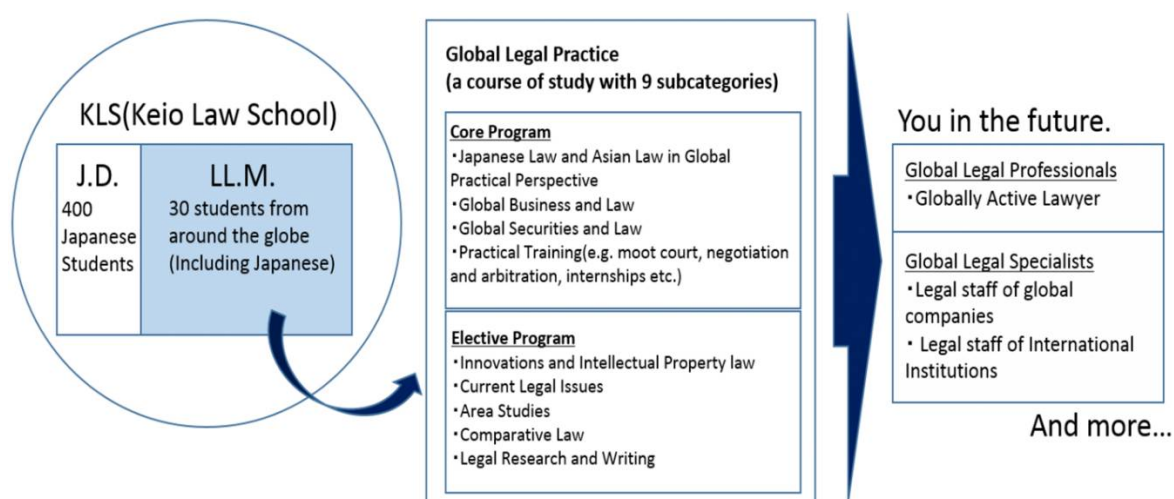 KLS(Keio Law School)
J.D.
400
Japanese
Students
LL.M.
30 students from
around the globe
(Including Japanese)
Global Legal Practice
(a course of study with 9 subcategories)
Core Program
・Japanese Law and Asian Law in Global
Practical Perspective
・Global Business and Law
・Global Securities and Law
・Practical Training(e.g. moot court, negotiation
and arbitration, internships etc.)
Elective Program
・Innovations and Intellectual Property law
・Current Legal Issues
・Area Studies
・Comparative Law
・Legal Research and Writing
You in the future.
Global Legal Professionals
・Globally Active Lawyer
Global Legal Specialists
・Legal staff of global
companies
・Legal staff of International
Institutions
And more...